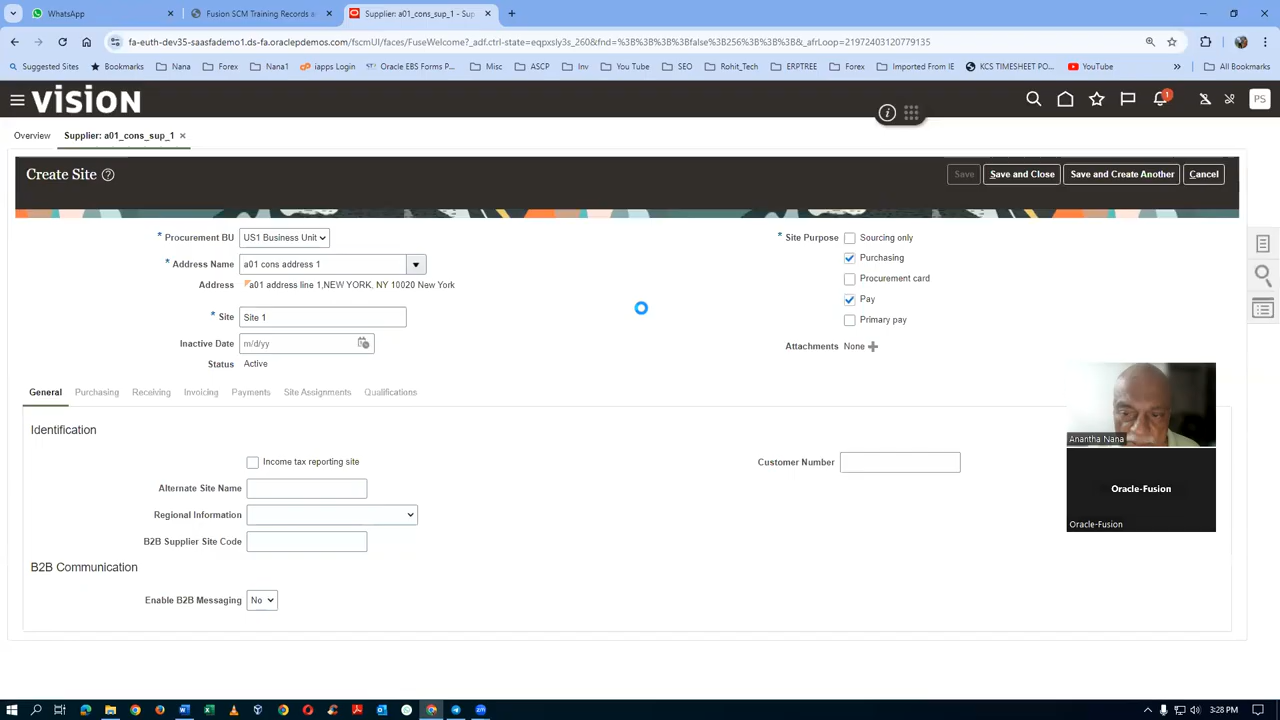 WhatsApp
Fusion SCM Training Records a
Supplier: a01_cons_sup_1 - Sup
fa-euth-dev35-saasfademo1.ds-fa.oraclepdemos.com/fscmUI/faces/FuseWelcome?_adf.ctrl-state=eqpxsly3s_260&fnd=%3B%3B%3B%3Bfalse%3B256%3B%3B%3B&_afrLoop=21972403120779135
Suggested Sites
Bookmarks
Nana
Forex
Nana1
iapps Login
Oracle EBS Forms P...
Misc
ASCP
Inv
You Tube
SEO
Rohit_Tech
ERPTREE
Forex
Imported From IE
KCS TIMESHEET PO...
YouTube
All Bookmarks
VISION
1
PS
Overview
Supplier: a01_cons_sup_1
Create Site
Save
Save and Close
Save and Create Another
Cancel
* Procurement BU US1 Business Unit
* Address Name a01 cons address 1
Address a01 address line 1,NEW YORK, NY 10020 New York
* Site Site 1
Inactive Date m/d/yy
Status Active
* Site Purpose Sourcing only
Purchasing
Procurement card
Pay
Primary pay
Attachments None
General Purchasing Receiving Invoicing Payments Site Assignments Qualifications
Identification
Income tax reporting site
Customer Number
Alternate Site Name
Regional Information
B2B Supplier Site Code
B2B Communication
Enable B2B Messaging No
Anantha Nana
Oracle-Fusion
Oracle-Fusion
3:28 PM